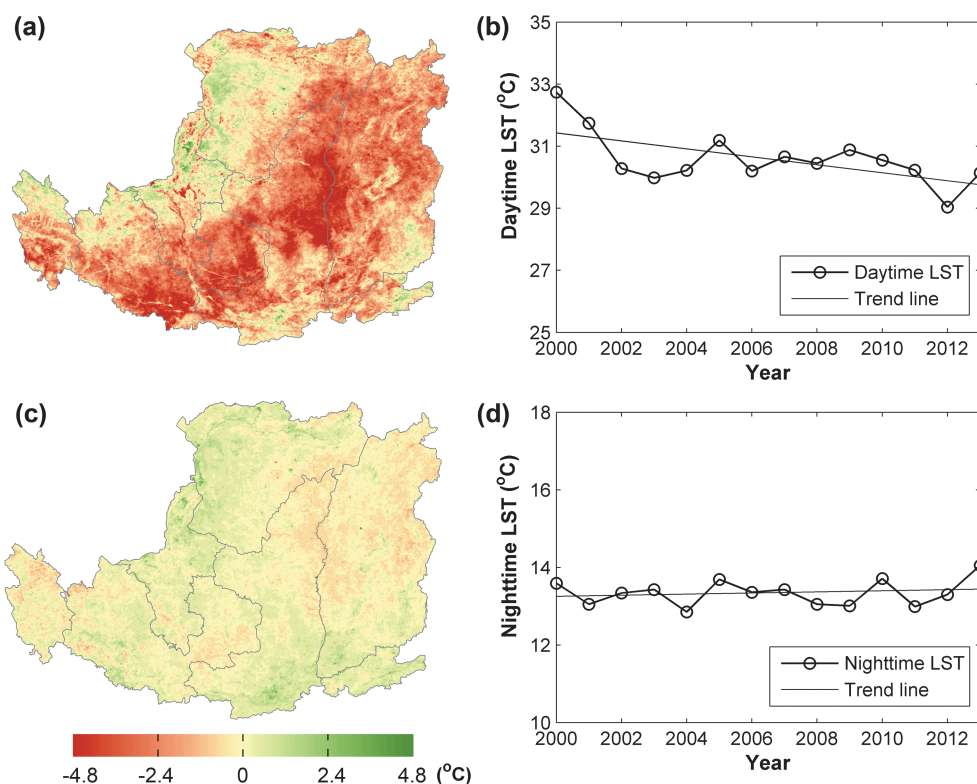 (a)
(b)
35
33
31
29
27
25
Daytime LST (°C)
Daytime LST
Trend line
2000 2002 2004 2006 2008 2010 2012
Year
(c)
(d)
18
16
14
12
10
Nighttime LST (°C)
Nighttime LST
Trend line
2000 2002 2004 2006 2008 2010 2012
Year
-4.8 -2.4 0 2.4 4.8 (°C)